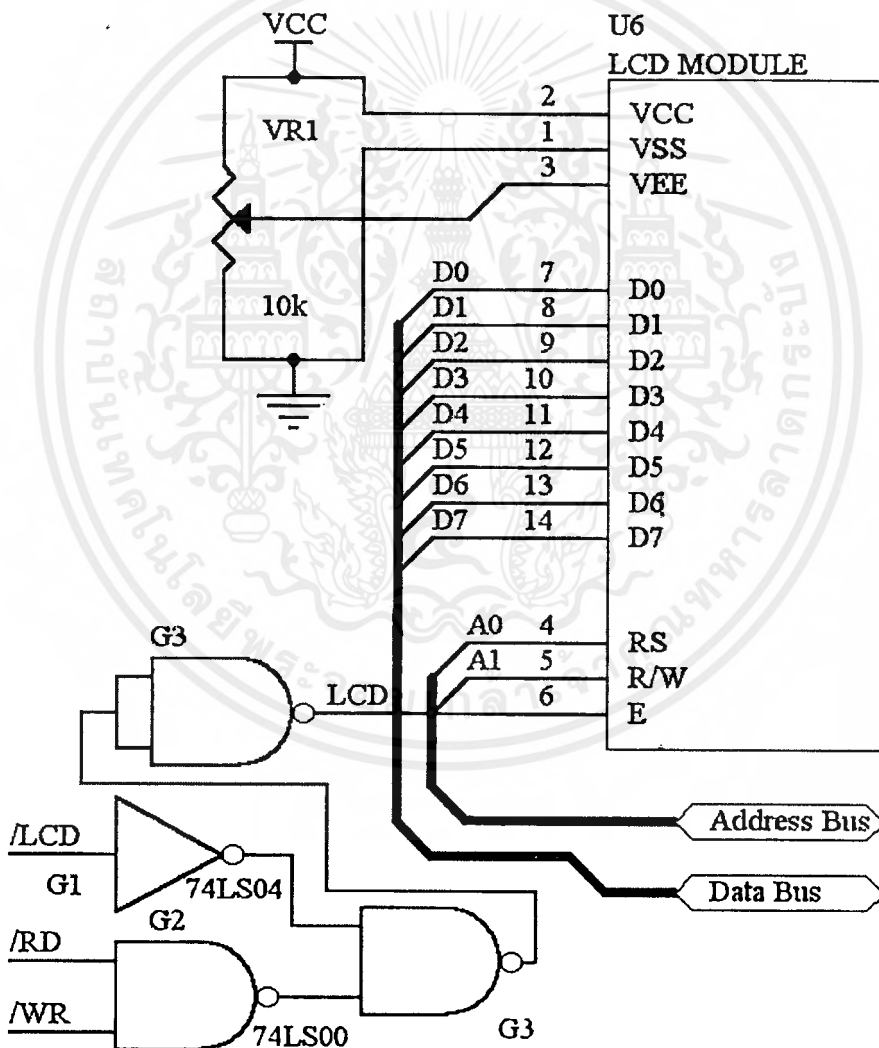 VCC
U6
LCD MODULE
VR1
10k
2 VCC
1 VSS
3 VEE
D0 7 D0
D1 8 D1
D2 9 D2
D3 10 D3
D4 11 D4
D5 12 D5
D6 13 D6
D7 14 D7
A0 4 RS
A1 5 R/W
6 E
G3
LCD
Address Bus
Data Bus
/LCD
G1
74LS04
G2
/RD
/WR
74LS00
G3